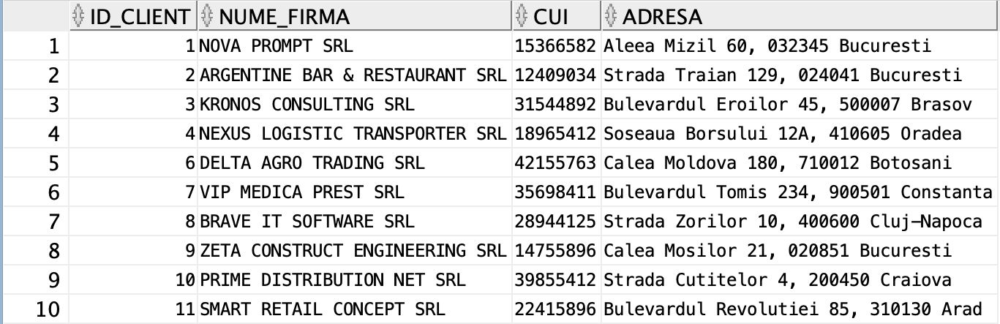 ID_CLIENT NUME_FIRMA CUI ADRESA
1 1 NOVA PROMPT SRL 15366582 Aleea Mizil 60, 032345 Bucuresti
2 2 ARGENTINE BAR & RESTAURANT SRL 12409034 Strada Traian 129, 024041 Bucuresti
3 3 KRONOS CONSULTING SRL 31544892 Bulevardul Eroilor 45, 500007 Brasov
4 4 NEXUS LOGISTIC TRANSPORTER SRL 18965412 Soseaua Borsului 12A, 410605 Oradea
5 6 DELTA AGRO TRADING SRL 42155763 Calea Moldova 180, 710012 Botosani
6 7 VIP MEDICA PREST SRL 35698411 Bulevardul Tomis 234, 900501 Constanta
7 8 BRAVE IT SOFTWARE SRL 28944125 Strada Zorilor 10, 400600 Cluj-Napoca
8 9 ZETA CONSTRUCT ENGINEERING SRL 14755896 Calea Mosilor 21, 020851 Bucuresti
9 10 PRIME DISTRIBUTION NET SRL 39855412 Strada Cutitelor 4, 200450 Craiova
10 11 SMART RETAIL CONCEPT SRL 22415896 Bulevardul Revolutiei 85, 310130 Arad